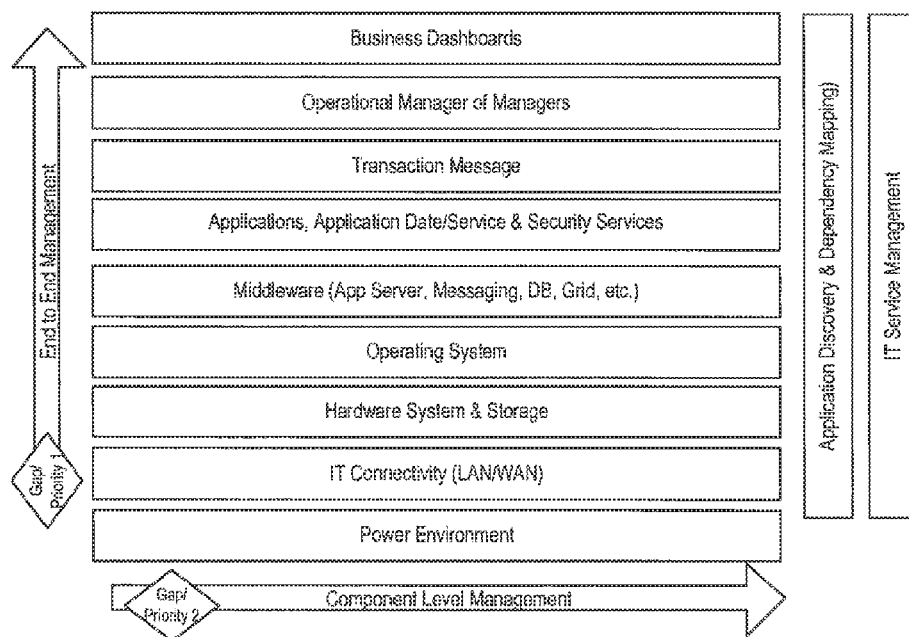 Business Dashboards
Operational Manager of Managers
Transaction Message
Applications, Application Date/Service & Security Services
Middleware (App Server, Messaging, DB, Grid, etc.)
Operating System
Hardware System & Storage
IT Connectivity (LAN/WAN)
Power Environment
End to End Management
Gap/
Priority 1
Gap/
Priority 2
Component Level Management
Application Discovery & Dependency Mapping)
IT Service Management